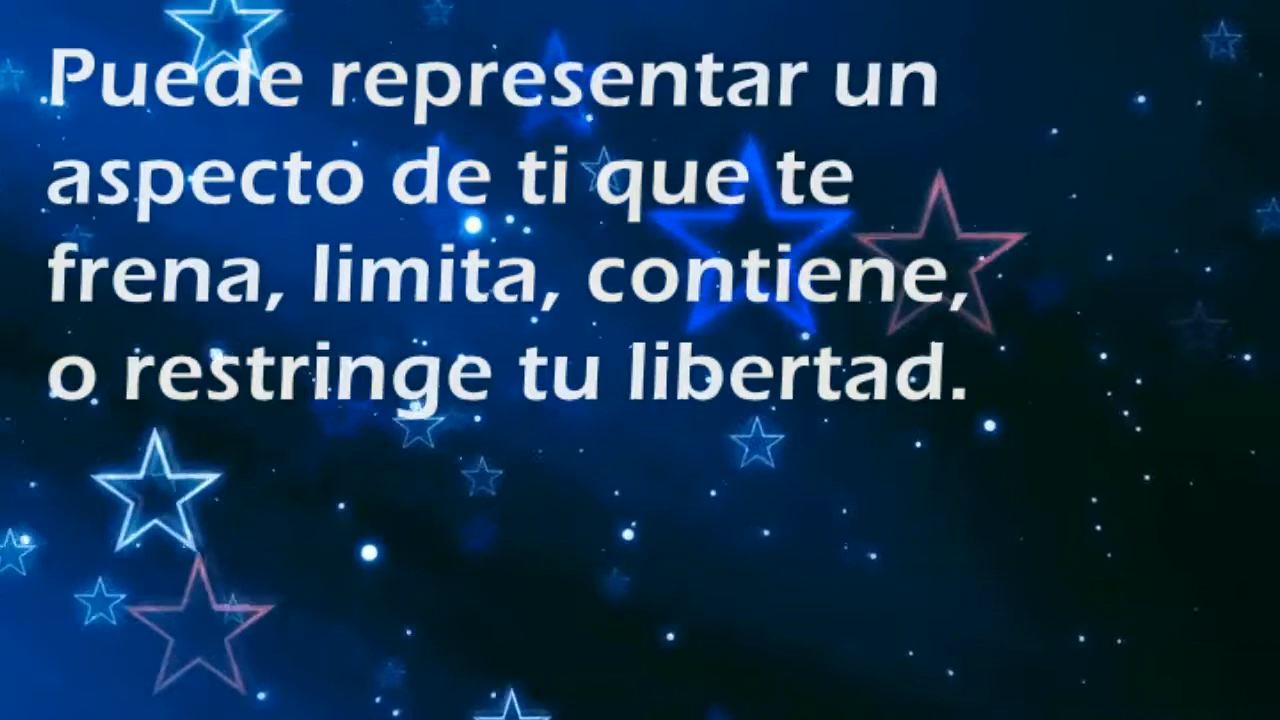 Puede representar un
aspecto de ti que te
frena, limita, contiene,
o restringe tu libertad.